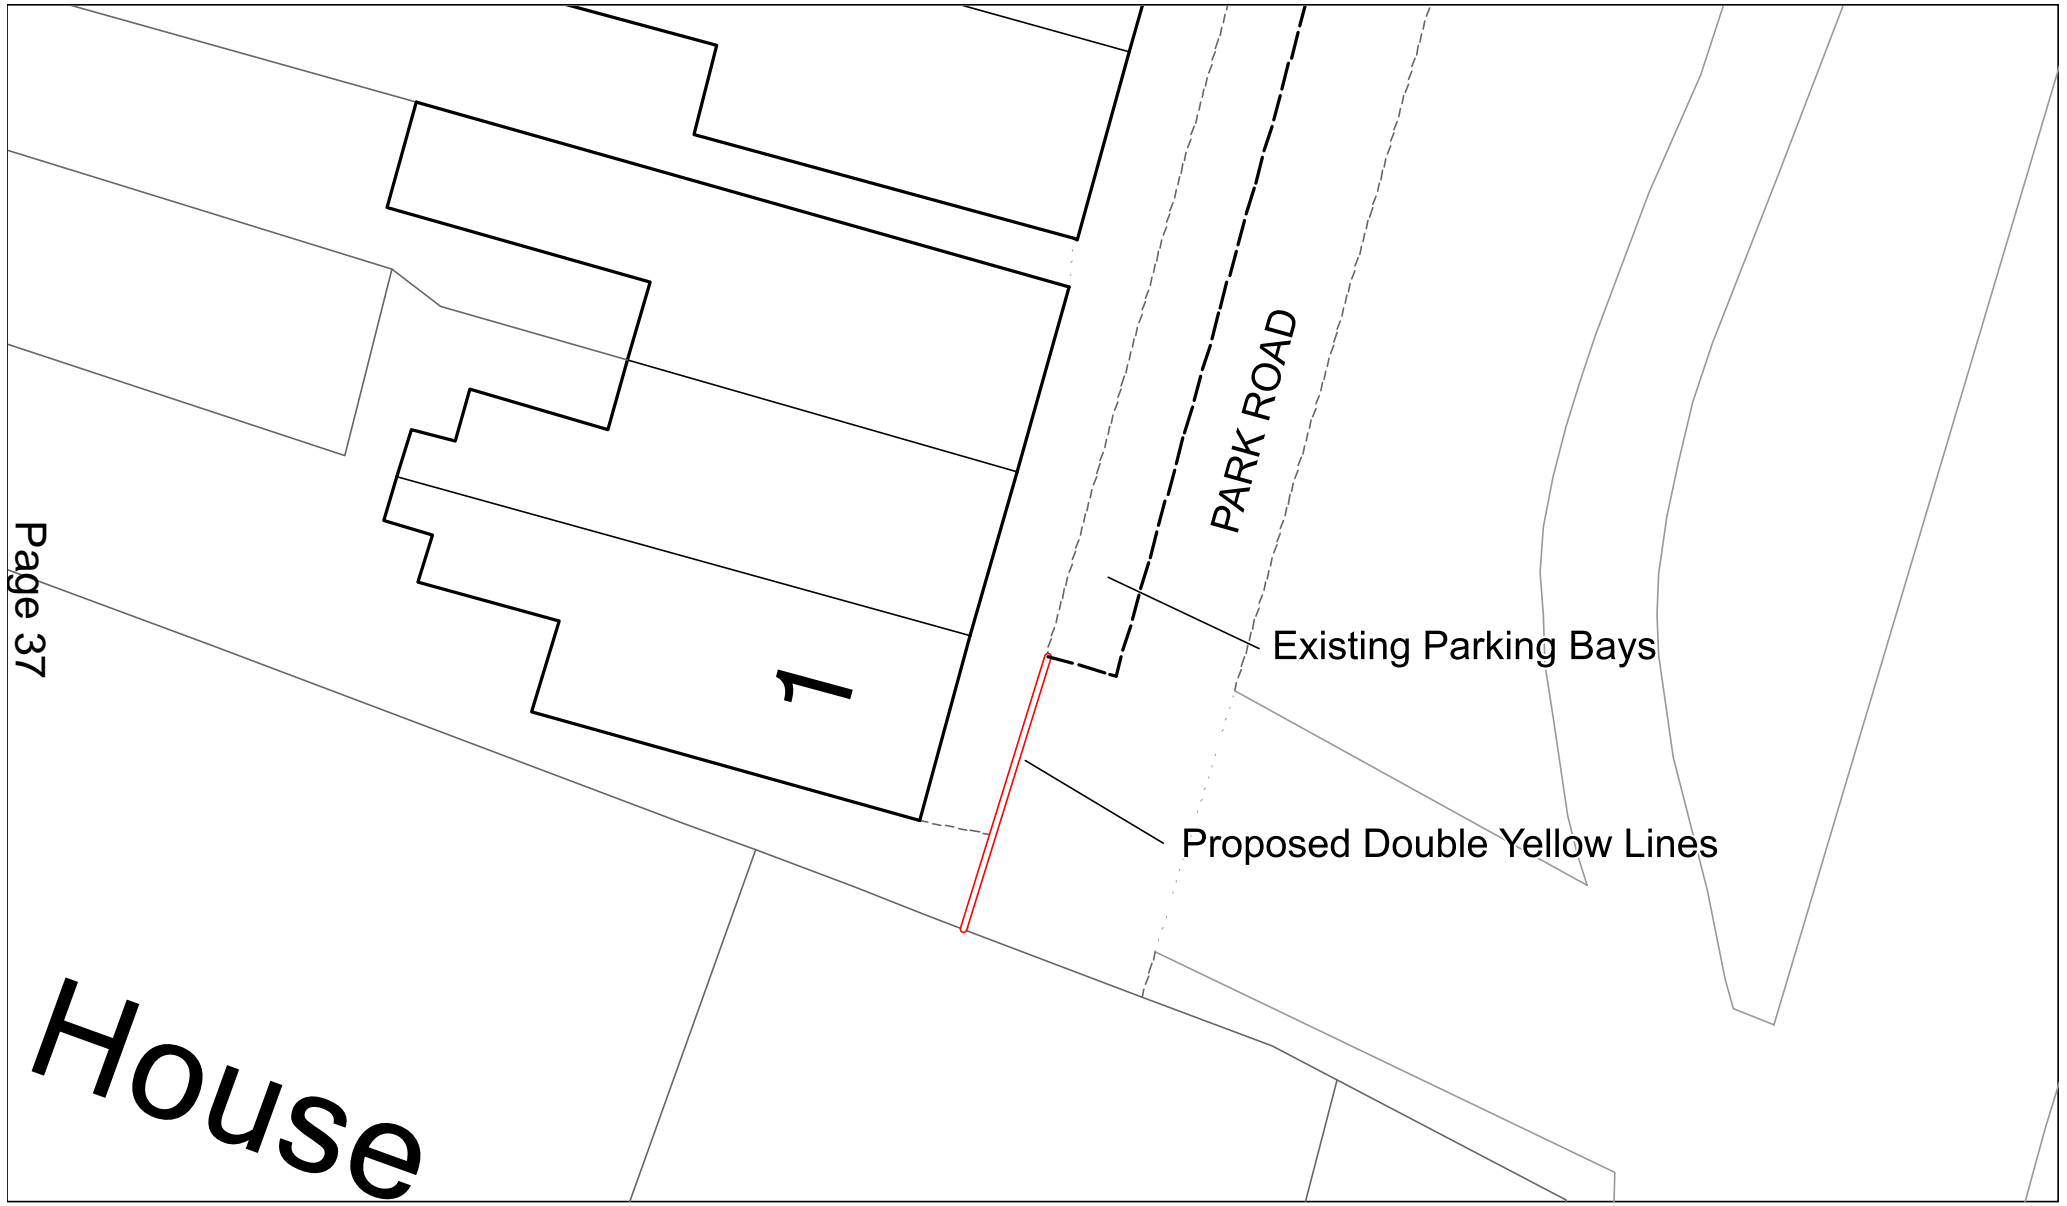 PARK ROAD
Page 37
Existing Parking Bays
1
Proposed Double Yellow Lines
House